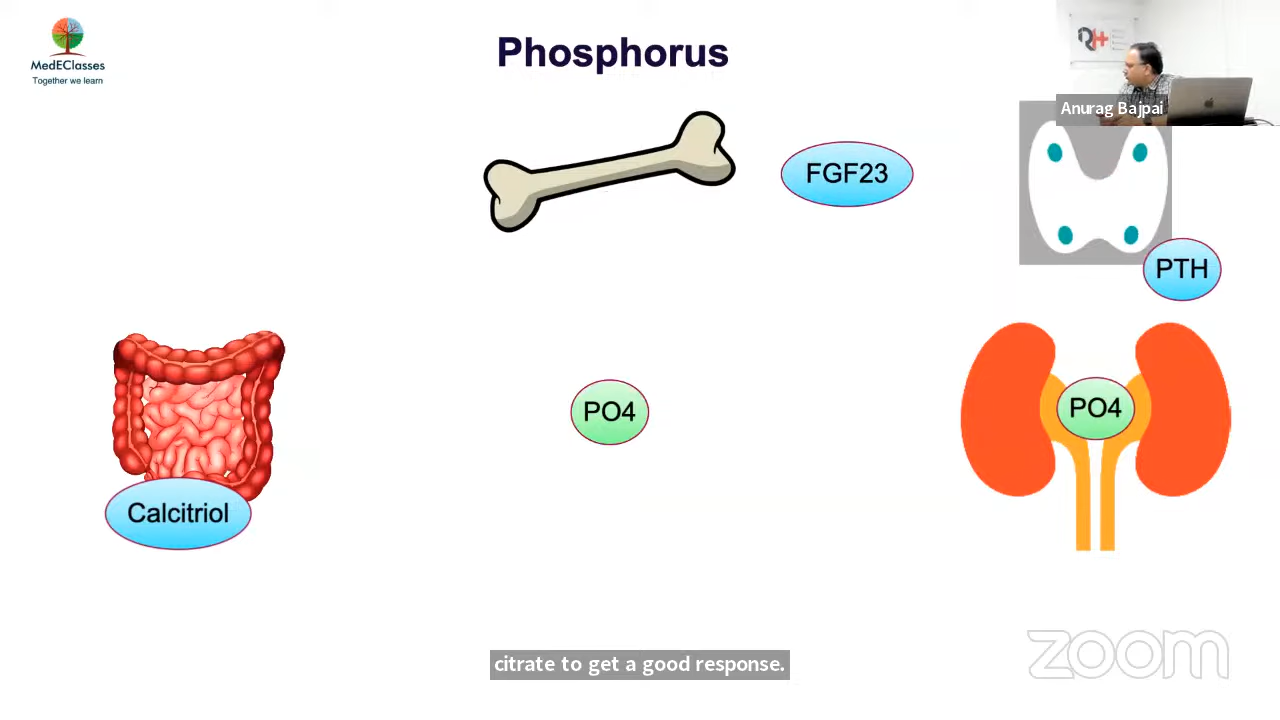 MedEClasses
Together we learn
Phosphorus
Anurag Bajpai
FGF23
PTH
PO4
PO4
Calcitriol
citrate to get a good response.
zoom